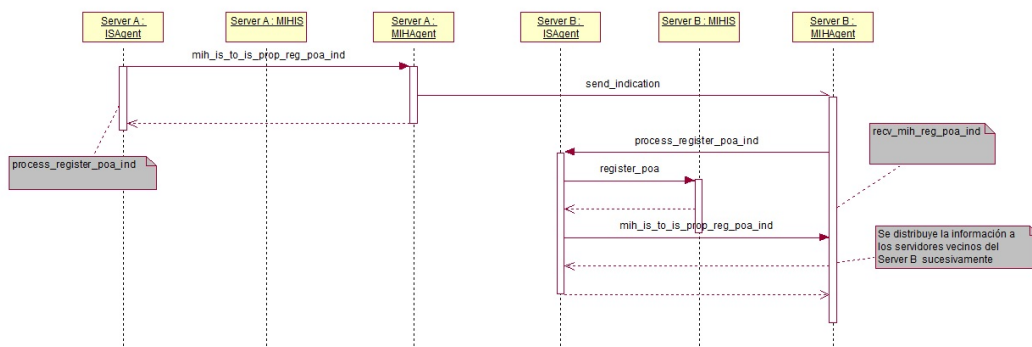 Server A :
ISAgent
Server A : MIHIS
Server A :
MIHAgent
Server B :
ISAgent
Server B : MIHIS
Server B :
MIHAgent
mih_is_to_is_prop_reg_poa_ind
send_indication
recv_mih_reg_poa_ind
process_register_poa_ind
process_register_poa_ind
register_poa
mih_is_to_is_prop_reg_poa_ind
Se distribuye la información a
los servidores vecinos del
Server B sucesivamente